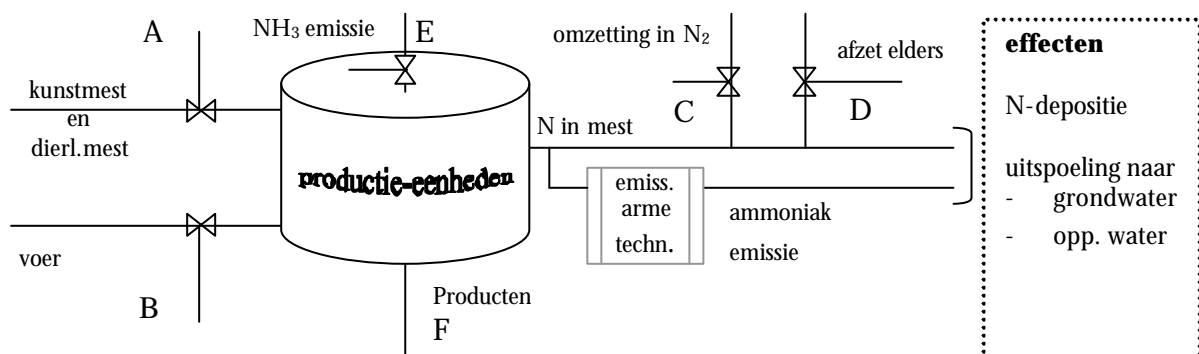 A
NH₃ emissie
E
omzetting in N₂
afzet elders
effecten
kunstmest
en
dierl.mest
C
D
N-depositie
N in mest
productie-eenheden
emiss.
arme
techn.
ammoniak
emissie
uitspoeling naar
- grondwater
- opp. water
voer
B
Producten
F